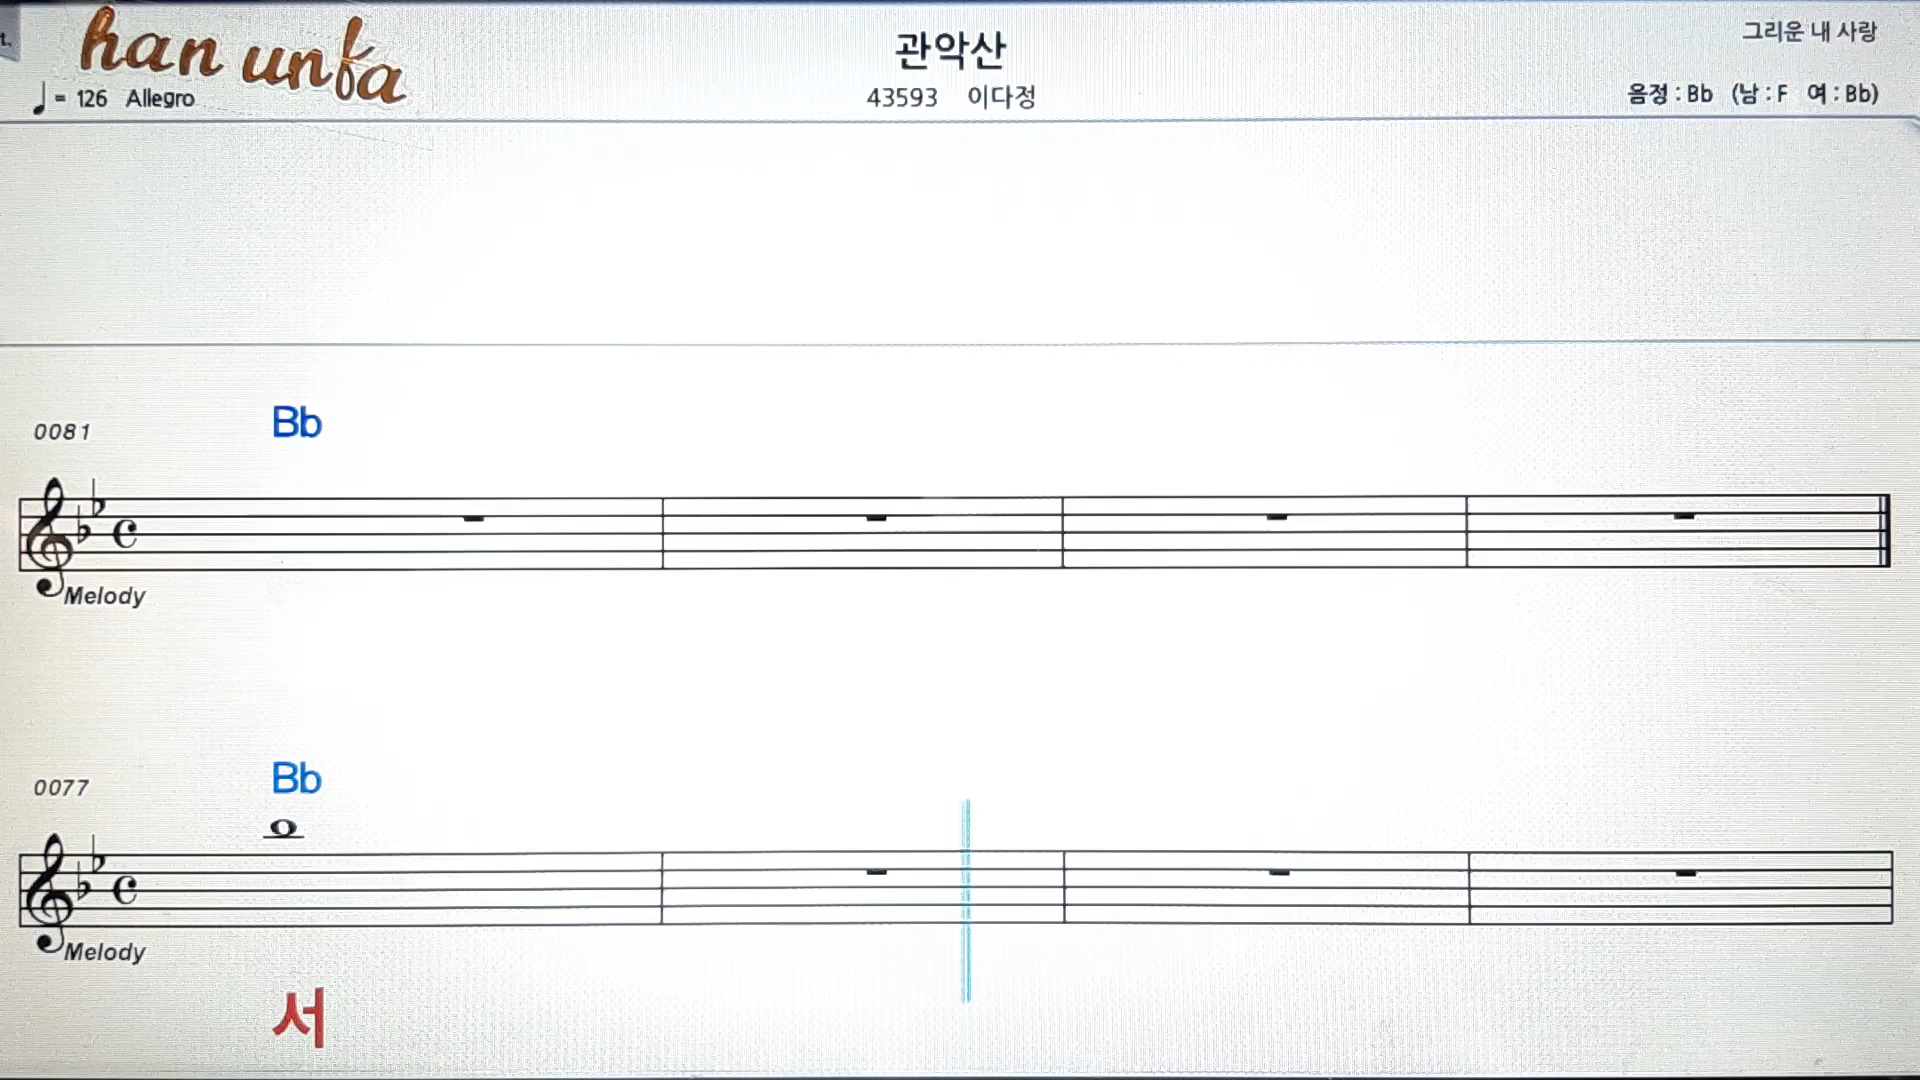 t.
han unfa
관악산
그리운 내 사랑
♩= 126 Allegro
43593 이다정
음정 : Bb (남 : F 여 : Bb)
0081 Bb
Melody
0077 Bb
Melody
서